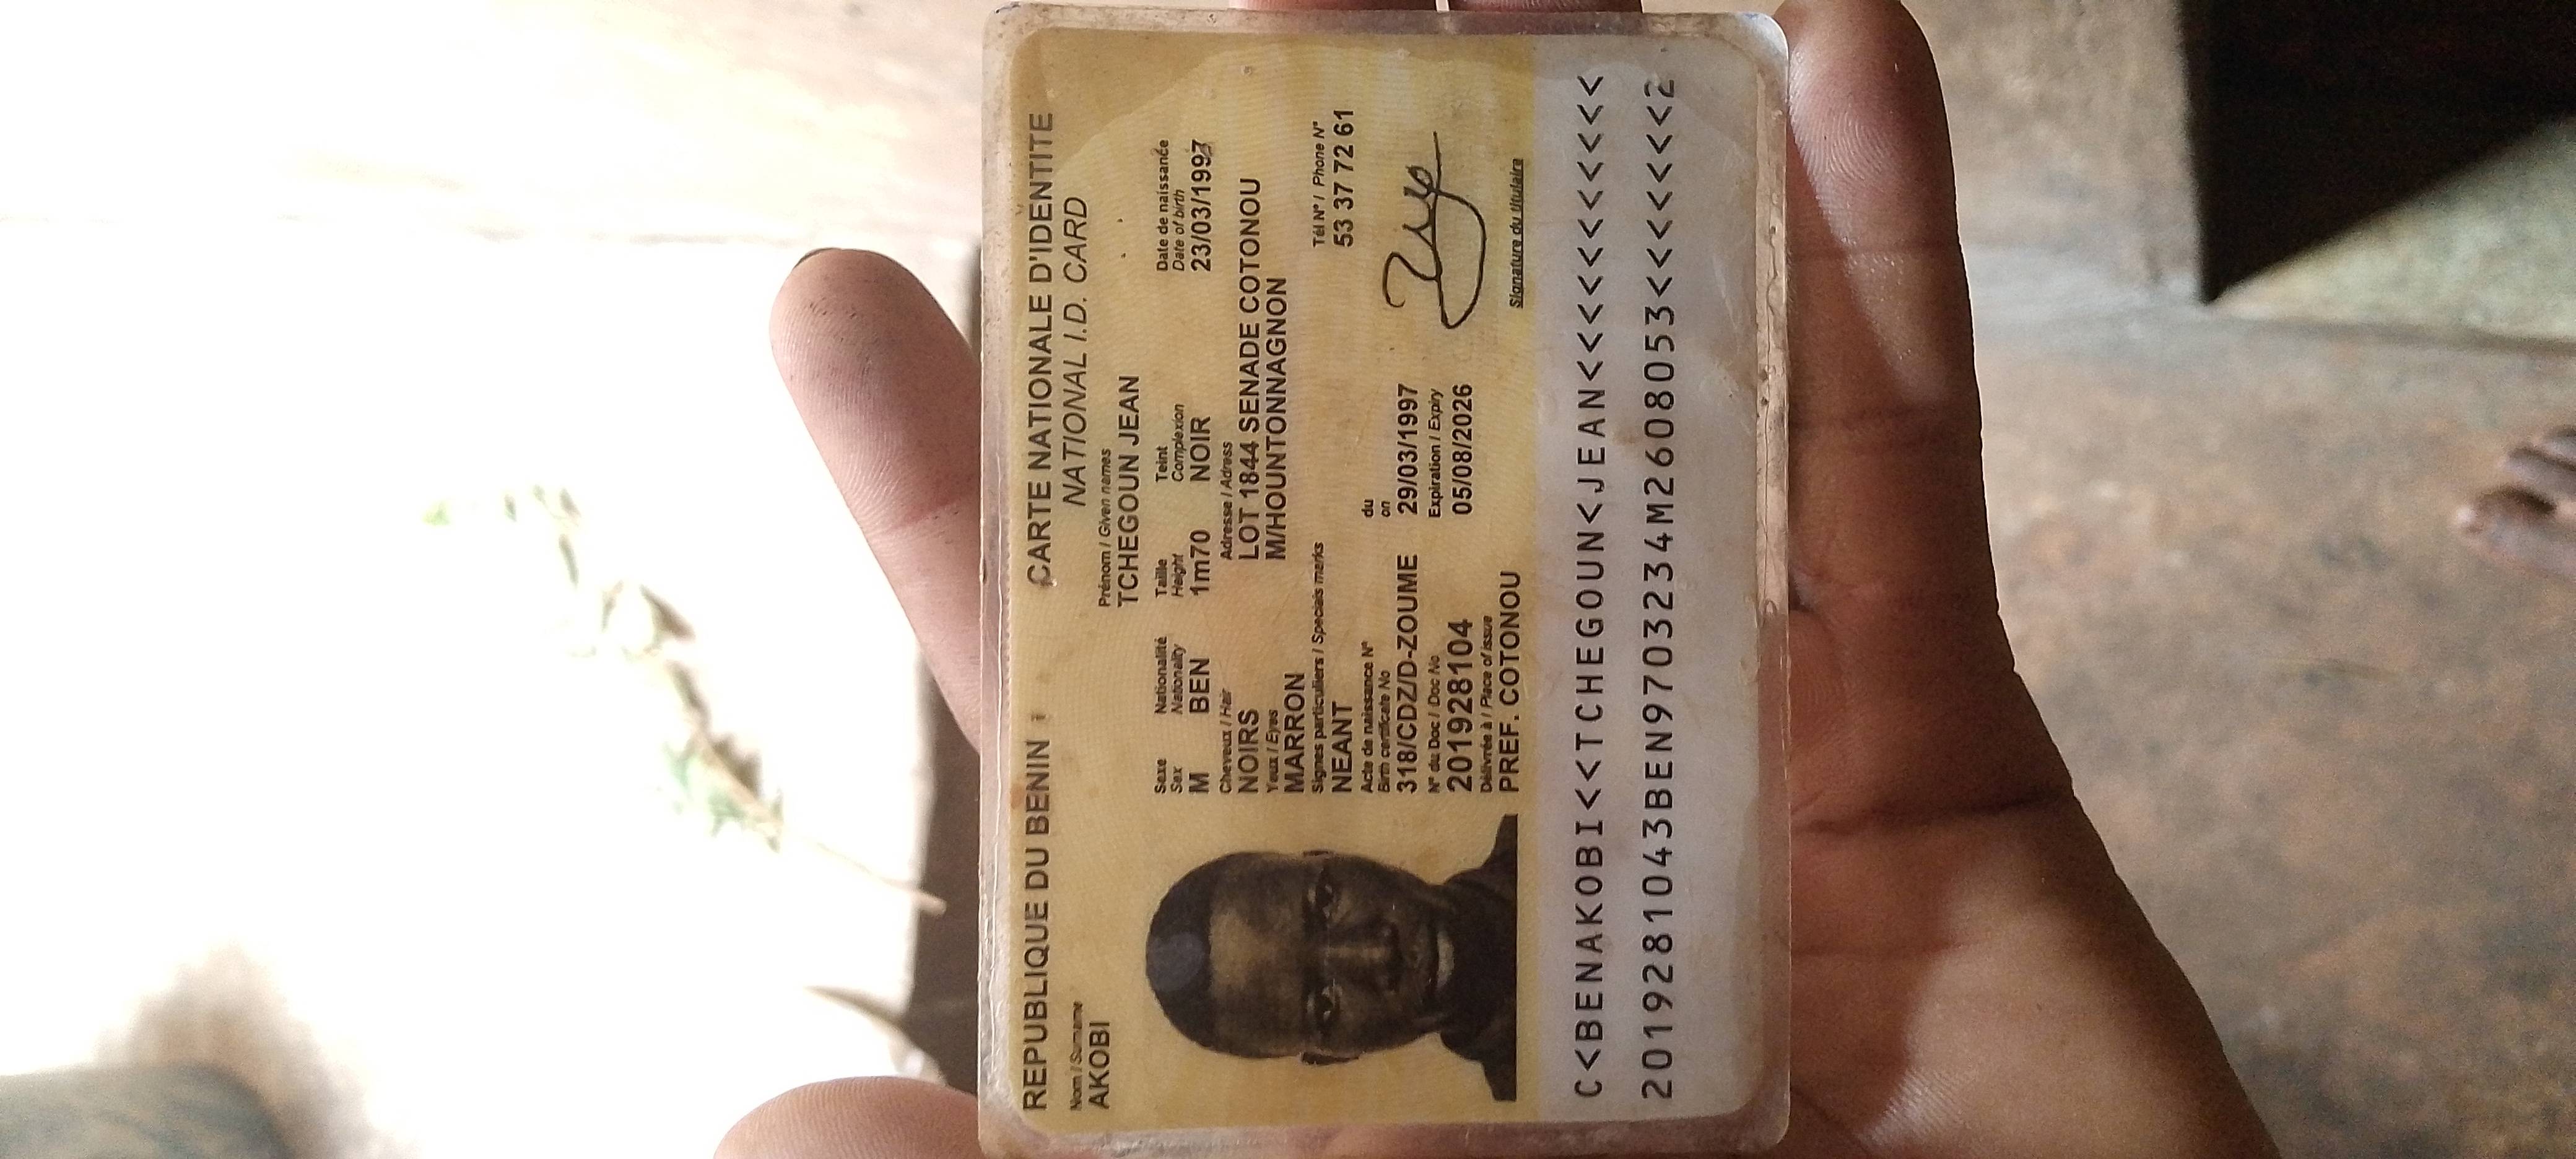 REPUBLIQUE DU BENIN
CARTE NATIONALE D'IDENTITE
NATIONAL I.D. CARD
Nom / Surname
AKOBI
Prénom / Given names
TCHEGOUN JEAN
Sexe Nationalité Taille Teint Date de naissance
Sex Nationality Height Complexion Date of birth
M BEN 1m70 NOIR 23/03/1997
Cheveux / Hair Adresse / Address
NOIRS LOT 1844 SENADE COTONOU
Yeux / Eyes M/HOUNTONNAGNON
MARRON
Signes particuliers / Specials marks Tél N° / Phone N°
NEANT 53 37 72 61
Acte de naissance N° du
Birth certificate No on
318/CDZ/D-ZOUME 29/03/1997
N° du Doc / Doc No Expiration / Expiry
201928104 05/08/2026
Délivrée à / Place of issue
PREF. COTONOU
Signature du titulaire
C<BENAKOBI<<TCHEGOUN<JEAN<<<<<<<<<<<
2019281043BEN9703234M2608053<<<<<<<2